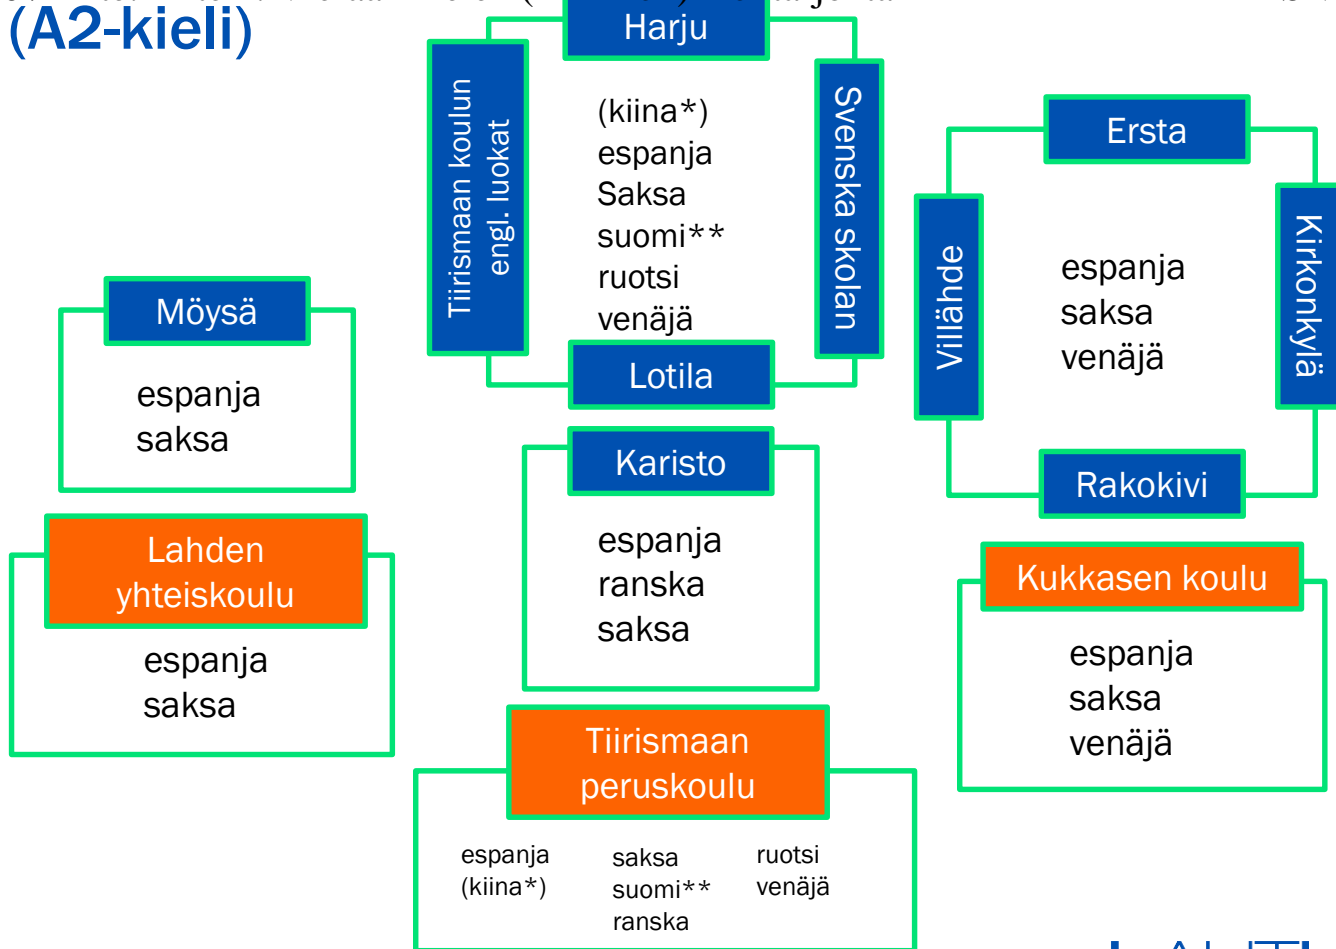 (A2-kieli)
Harju
Tiirismaan koulun
engl. luokat
Svenska skolan
(kiina*)
espanja
Saksa
suomi**
ruotsi
venäjä
Lotila
Ersta
Villähde
Kirkonkylä
espanja
saksa
venäjä
Rakokivi
Möysä
espanja
saksa
Karisto
espanja
ranska
saksa
Lahden
yhteiskoulu
espanja
saksa
Kukkasen koulu
espanja
saksa
venäjä
Tiirismaan
peruskoulu
espanja
(kiina*)
saksa
suomi**
ranska
ruotsi
venäjä